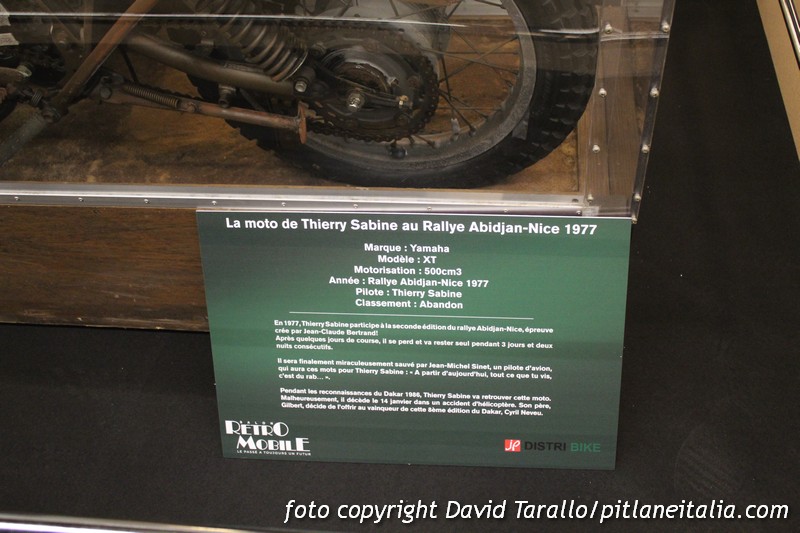 La moto de Thierry Sabine au Rallye Abidjan-Nice 1977
Marque : Yamaha
Modèle : XT
Motorisation : 500cm3
Année : Rallye Abidjan-Nice 1977
Pilote : Thierry Sabine
Classement : Abandon
En 1977, Thierry Sabine participe à la seconde édition du rallye Abidjan-Nice, épreuve
crée par Jean-Claude Bertrand!
Après quelques jours de course, il se perd et va rester seul pendant 3 jours et deux
nuits consécutifs.
Il sera finalement miraculeusement sauvé par Jean-Michel Sinet, un pilote d'avion,
qui aura ces mots pour Thierry Sabine : « A partir d'aujourd'hui, tout ce que tu vis,
c'est du rab... ».
Pendant les reconnaissances du Dakar 1986, Thierry Sabine va retrouver cette moto.
Malheureusement, il décède le 14 janvier dans un accident d'hélicoptère. Son père,
Gilbert, décide de l'offrir au vainqueur de cette 8ème édition du Dakar, Cyril Neveu.
SALON
RETRO
MOBILE
LE PASSÉ A TOUJOURS UN FUTUR
DISTRI BIKE
foto copyright David Tarallo/pitlaneitalia.com